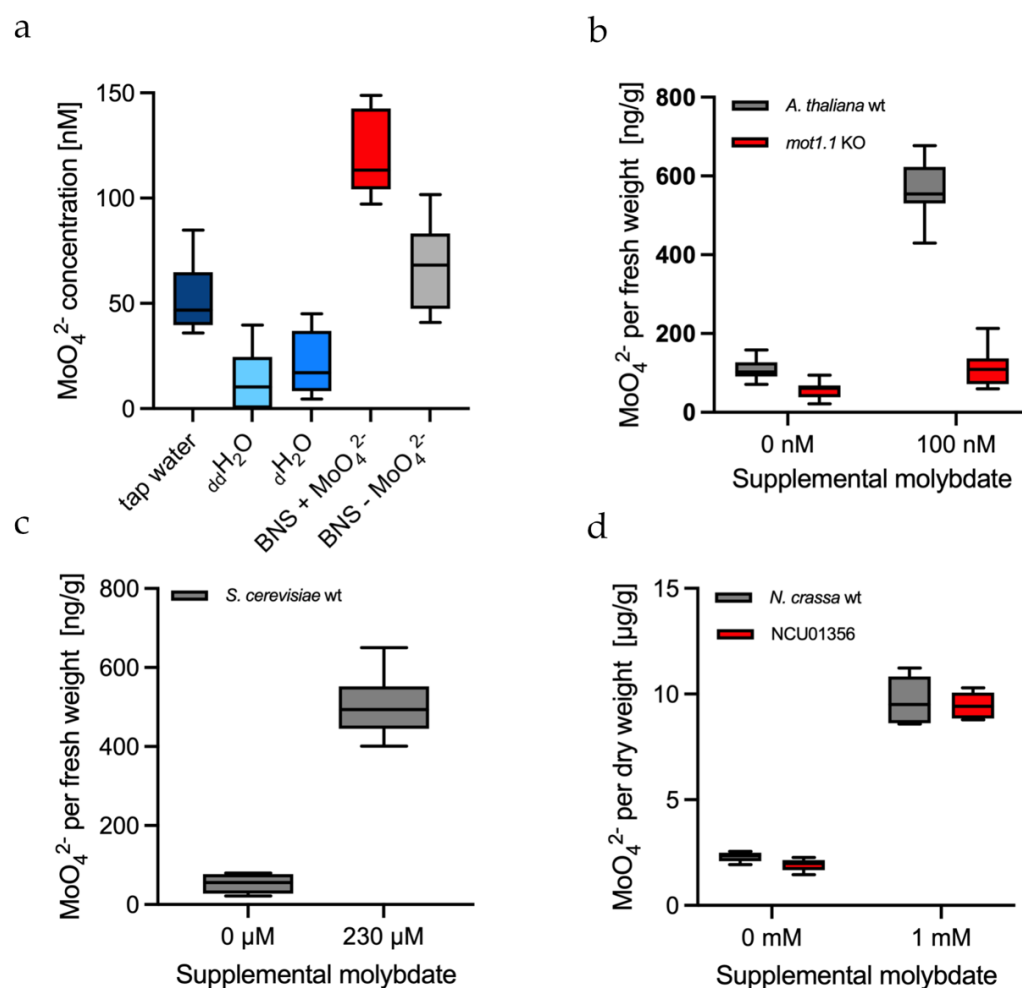 a
MoO₄²⁻ concentration [nM]
150
100
50
0
tap water
ddH₂O
dH₂O
BNS + MoO₄²⁻
BNS - MoO₄²⁻
b
MoO₄²⁻ per fresh weight [ng/g]
800
600
400
200
0
A. thaliana wt
mot1.1 KO
0 nM
100 nM
Supplemental molybdate
c
MoO₄²⁻ per fresh weight [ng/g]
800
600
400
200
0
S. cerevisiae wt
0 µM
230 µM
Supplemental molybdate
d
MoO₄²⁻ per dry weight [µg/g]
15
10
5
0
N. crassa wt
NCU01356
0 mM
1 mM
Supplemental molybdate